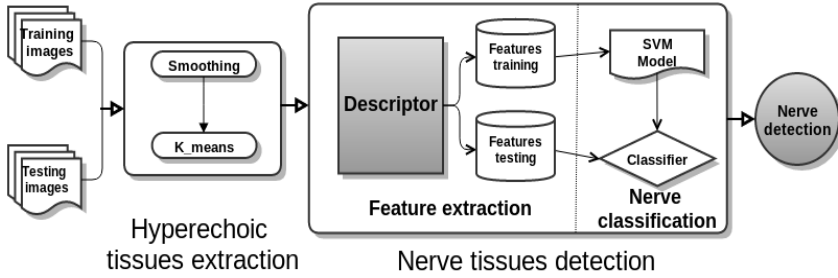 Training
images
Testing
images
Smoothing
K_means
Hyperechoic
tissues extraction
Descriptor
Features
training
Features
testing
Feature extraction
SVM
Model
Classifier
Nerve
classification
Nerve tissues detection
Nerve
detection